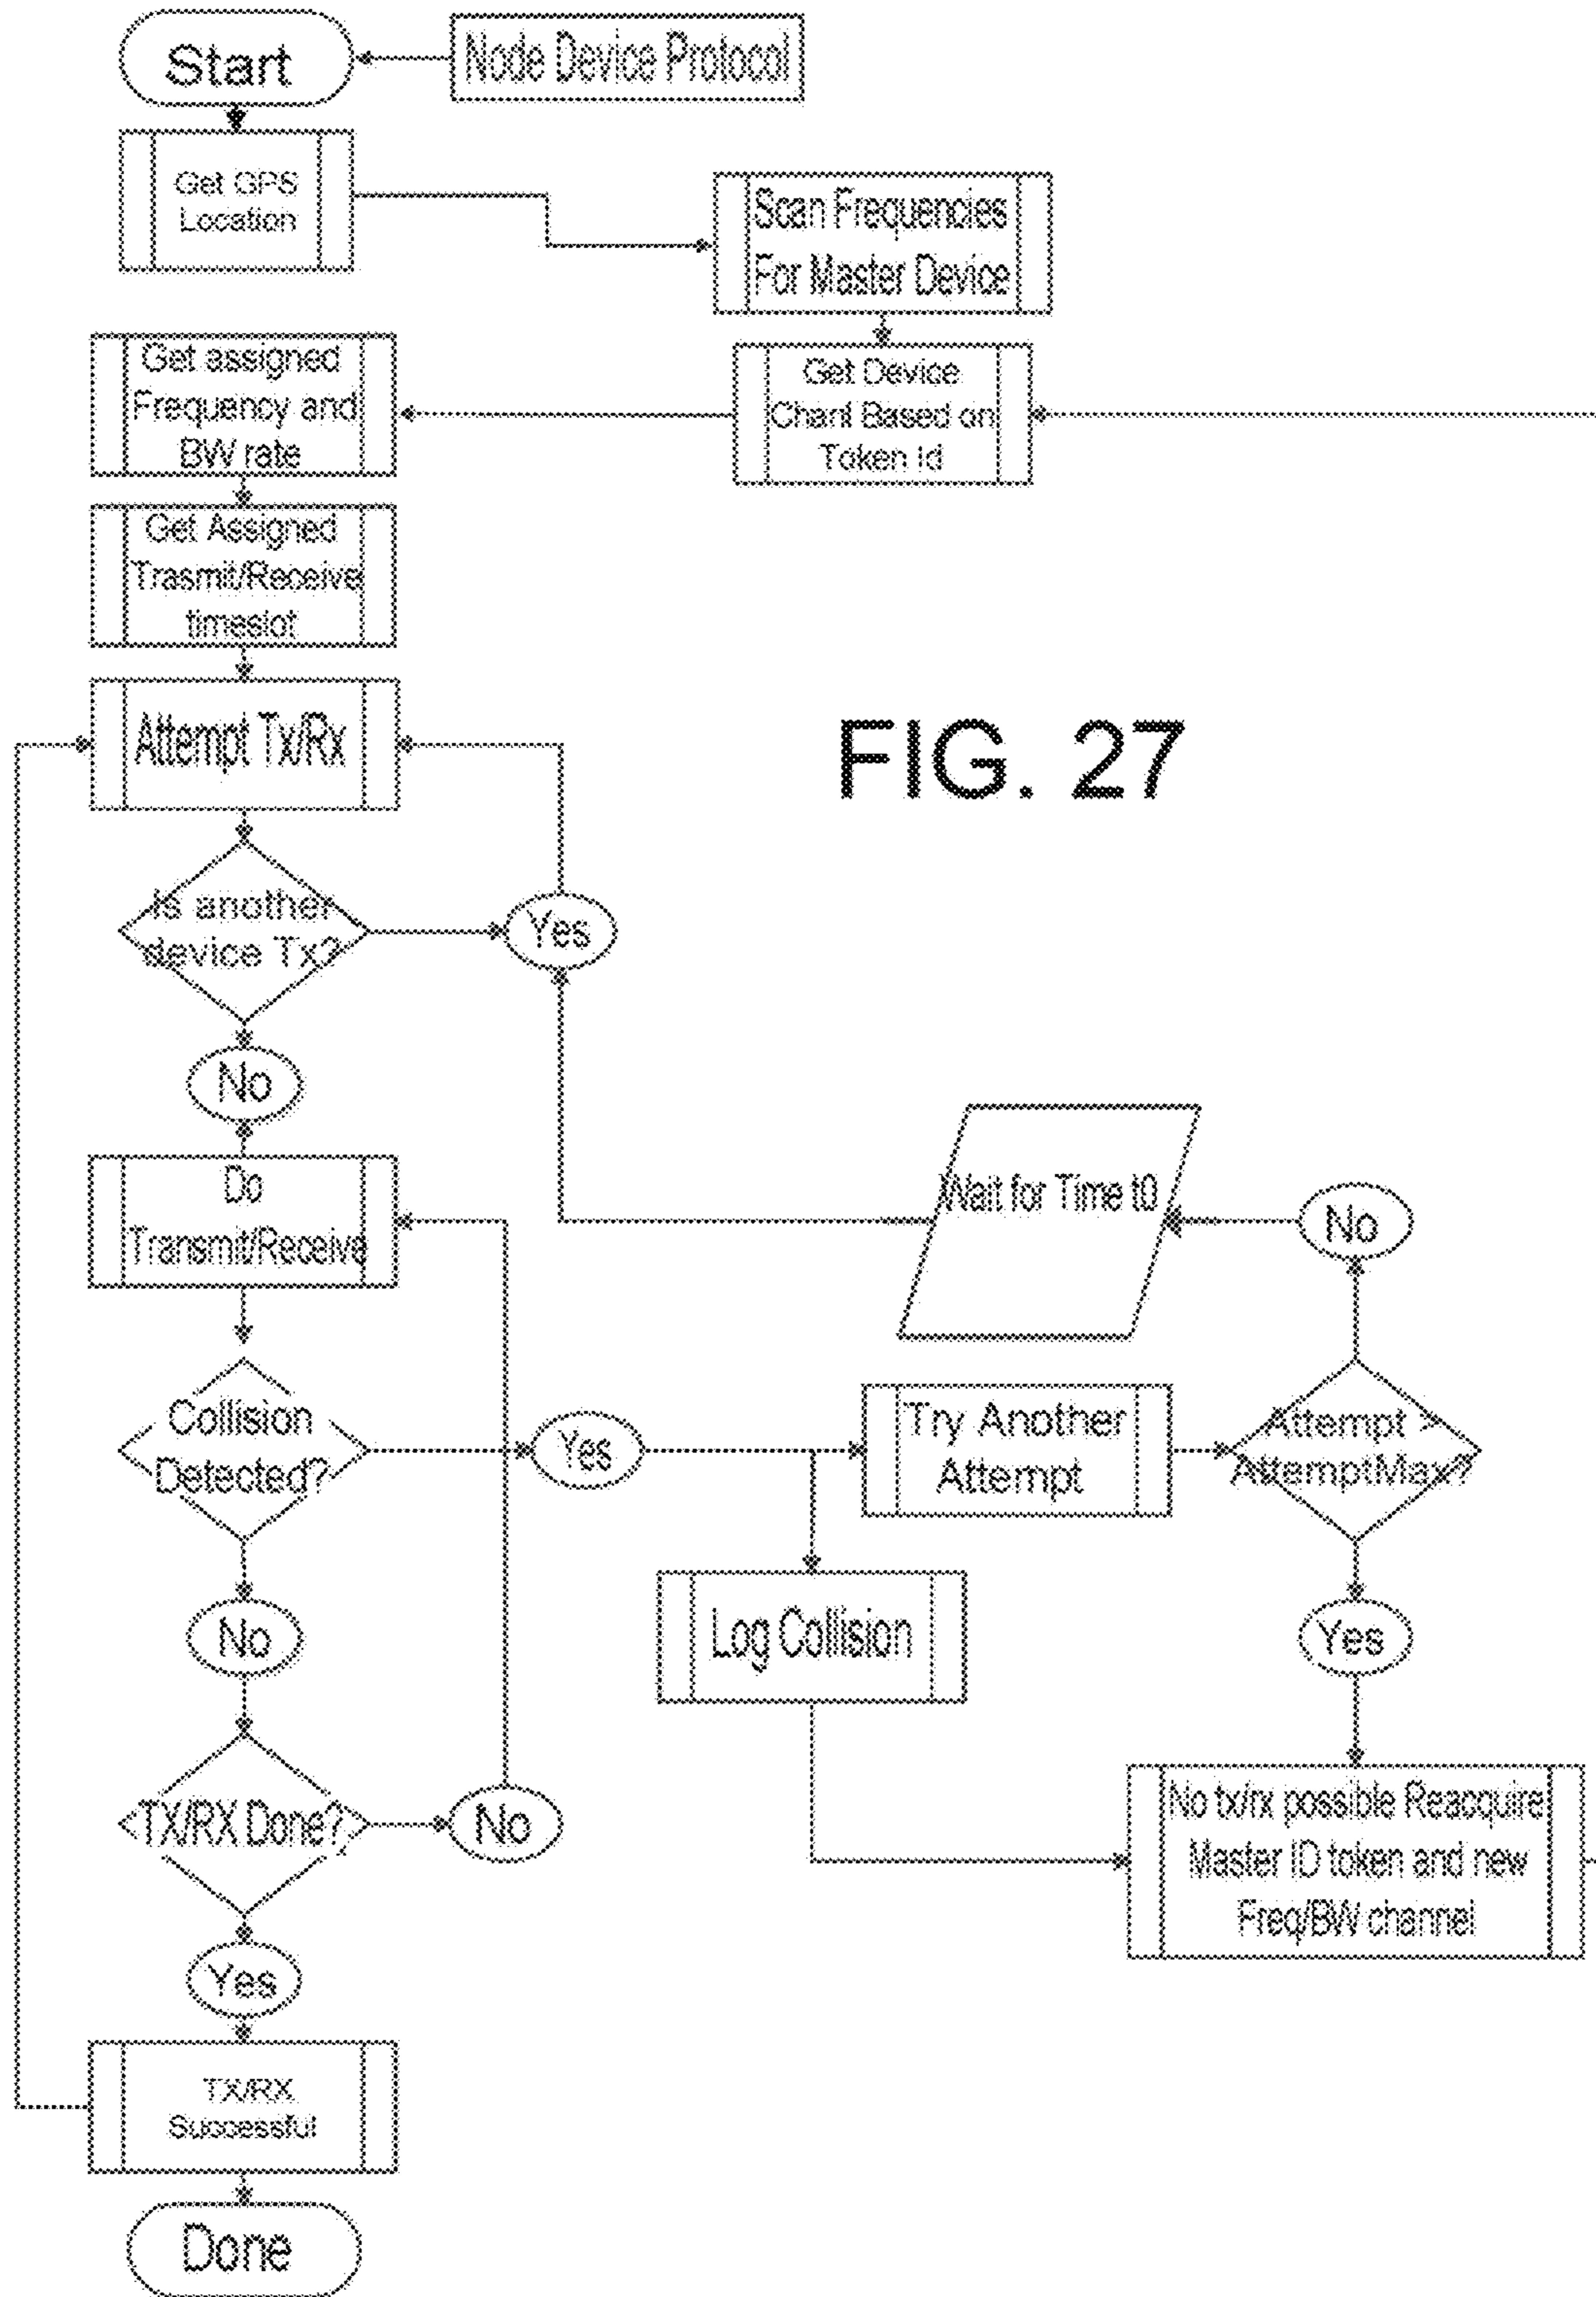 Start
Node Device Protocol
Get GPS
Location
Scan Frequencies
For Master Device
Get assigned
Frequency and
BW rate
Get Device
Chanl Based on
Token Id
Get Assigned
Trasmit/Receive
timeslot
Attempt Tx/Rx
FIG. 27
Is another
device Tx?
Yes
No
Do
Transmit/Receive
Wait for Time t0
No
Collision
Detected?
Yes
Try Another
Attempt
Attempt >
AttemptMax?
No
Log Collision
Yes
TX/RX Done?
No
No tx/rx possible Reacquire
Master ID token and new
Freq/BW channel
Yes
TX/RX
Successful
Done